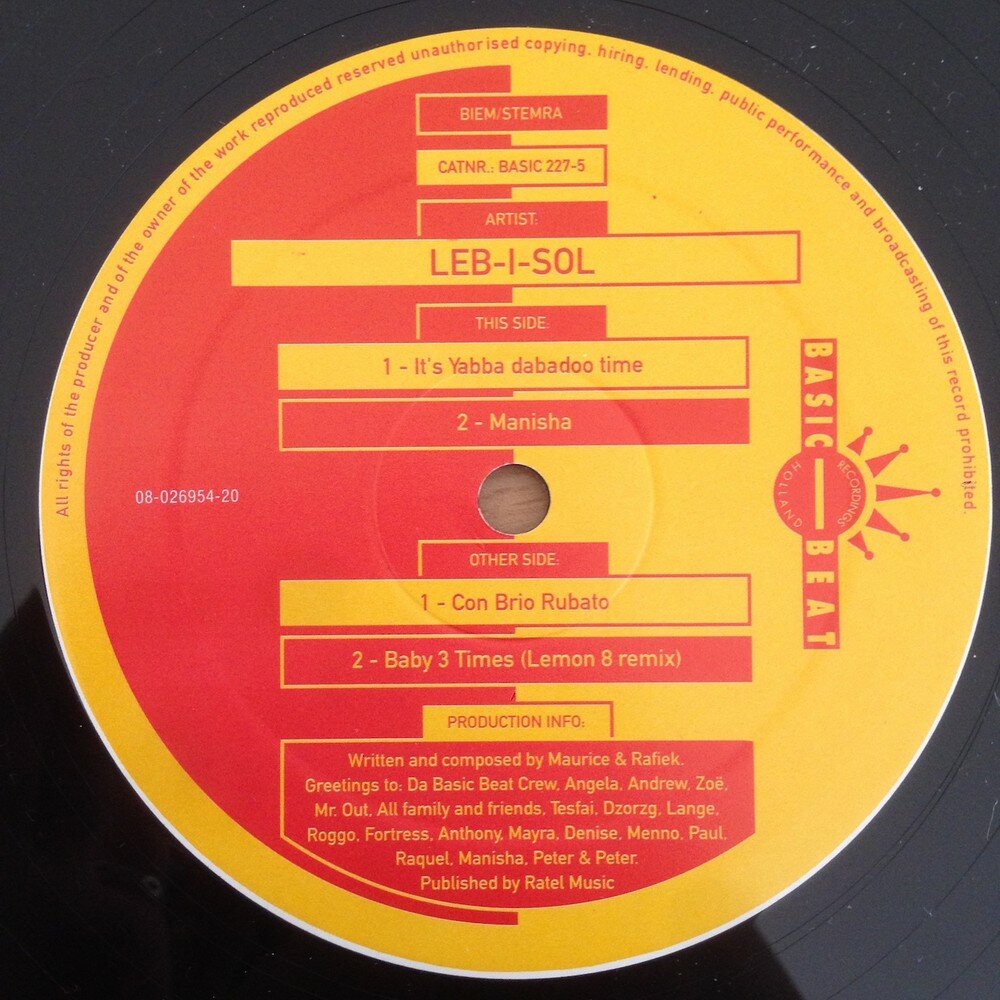 All rights of the producer and of the owner of the work reproduced reserved unauthorised copying. hiring. lending. public performance and broadcasting of this record prohibited.
BIEM/STEMRA
CATNR.: BASIC 227-5
ARTIST:
LEB-I-SOL
THIS SIDE:
1 - It's Yabba dabadoo time
2 - Manisha
BASIC BEAT
RECORDINGS
HOLLAND
08-026954-20
OTHER SIDE:
1 - Con Brio Rubato
2 - Baby 3 Times (Lemon 8 remix)
PRODUCTION INFO:
Written and composed by Maurice & Rafiek.
Greetings to: Da Basic Beat Crew, Angela, Andrew, Zoë,
Mr. Out, All family and friends, Tesfai, Dzorzg, Lange,
Roggo, Fortress, Anthony, Mayra, Denise, Menno, Paul,
Raquel, Manisha, Peter & Peter.
Published by Ratel Music